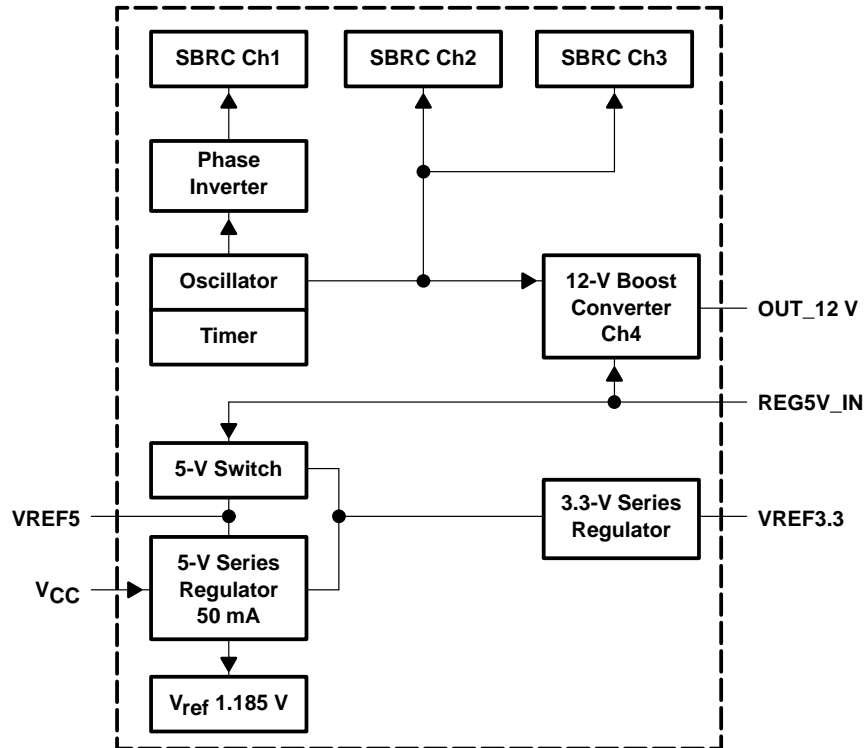 SBRC Ch1
SBRC Ch2
SBRC Ch3
Phase
Inverter
Oscillator
Timer
12-V Boost
Converter
Ch4
OUT_12 V
REG5V_IN
5-V Switch
VREF5
3.3-V Series
Regulator
VREF3.3
5-V Series
Regulator
50 mA
VCC
Vref 1.185 V